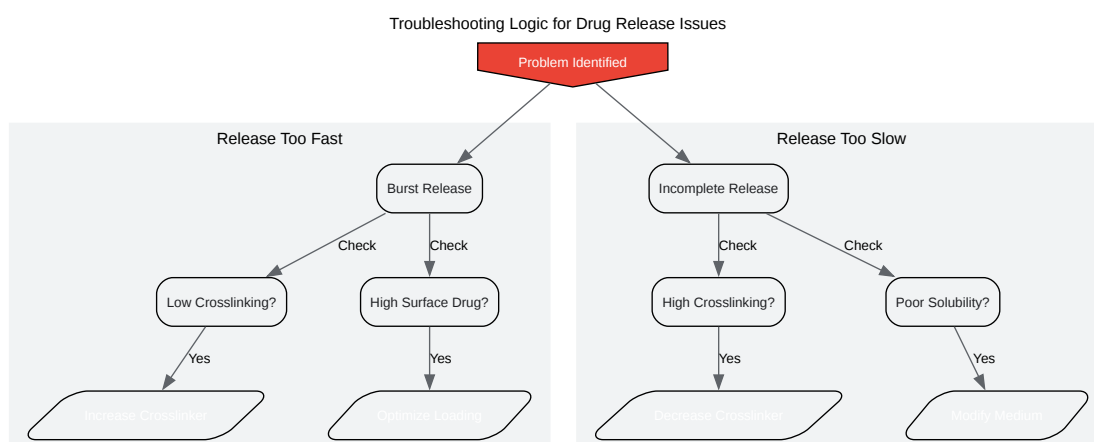 Troubleshooting Logic for Drug Release Issues
Problem Identified
Release Too Fast
Release Too Slow
Burst Release
Incomplete Release
Check
Check
Check
Check
Low Crosslinking?
High Surface Drug?
High Crosslinking?
Poor Solubility?
Yes
Yes
Yes
Yes
Increase Crosslinker
Optimize Loading
Decrease Crosslinker
Modify Medium